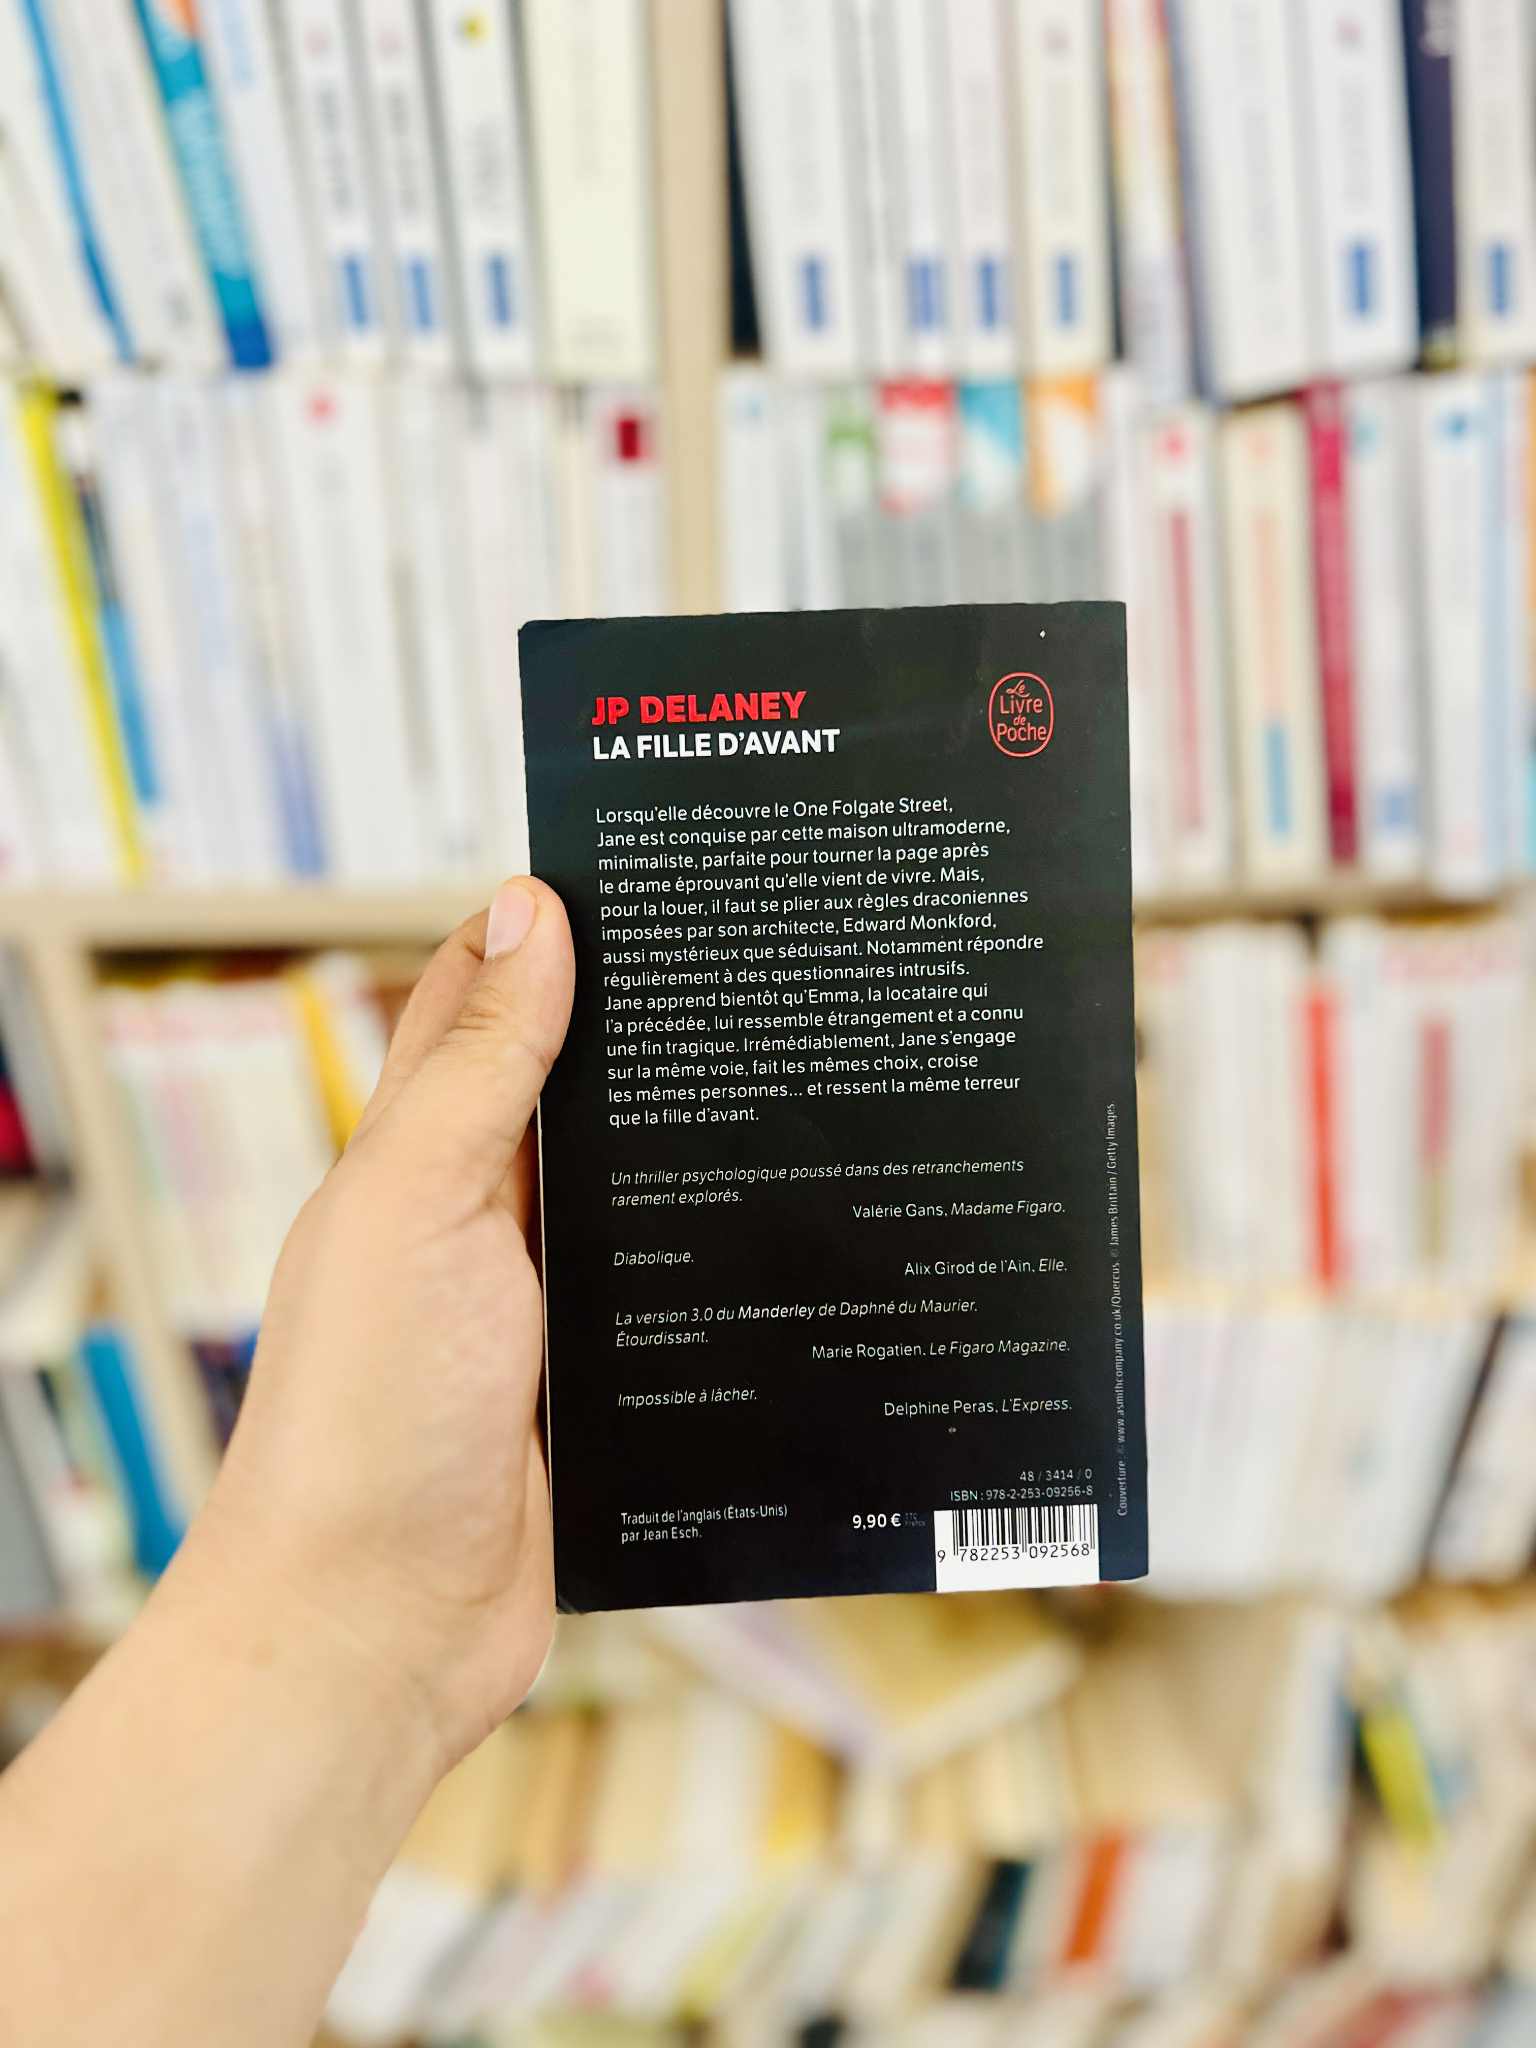 JP DELANEY
LA FILLE D'AVANT
Le
Livre
de
Poche
Lorsqu'elle découvre le One Folgate Street,
Jane est conquise par cette maison ultramoderne,
minimaliste, parfaite pour tourner la page après
le drame éprouvant qu'elle vient de vivre. Mais,
pour la louer, il faut se plier aux règles draconiennes
imposées par son architecte, Edward Monkford,
aussi mystérieux que séduisant. Notamment répondre
régulièrement à des questionnaires intrusifs.
Jane apprend bientôt qu'Emma, la locataire qui
l'a précédée, lui ressemble étrangement et a connu
une fin tragique. Irrémédiablement, Jane s'engage
sur la même voie, fait les mêmes choix, croise
les mêmes personnes... et ressent la même terreur
que la fille d'avant.
Un thriller psychologique poussé dans des retranchements
rarement explorés.
Valérie Gans, Madame Figaro.
Diabolique.
Alix Girod de l'Ain, Elle.
La version 3.0 du Manderley de Daphné du Maurier.
Étourdissant.
Marie Rogatien, Le Figaro Magazine.
Impossible à lâcher.
Delphine Peras, L'Express.
Traduit de l'anglais (États-Unis)
par Jean Esch.
9,90 € TTC
France
48 / 3414 / 0
ISBN : 978-2-253-09256-8
9 782253 092568
Couverture : © www.asmithcompany.co.uk/Quercus. © James Brittain / Getty Images.